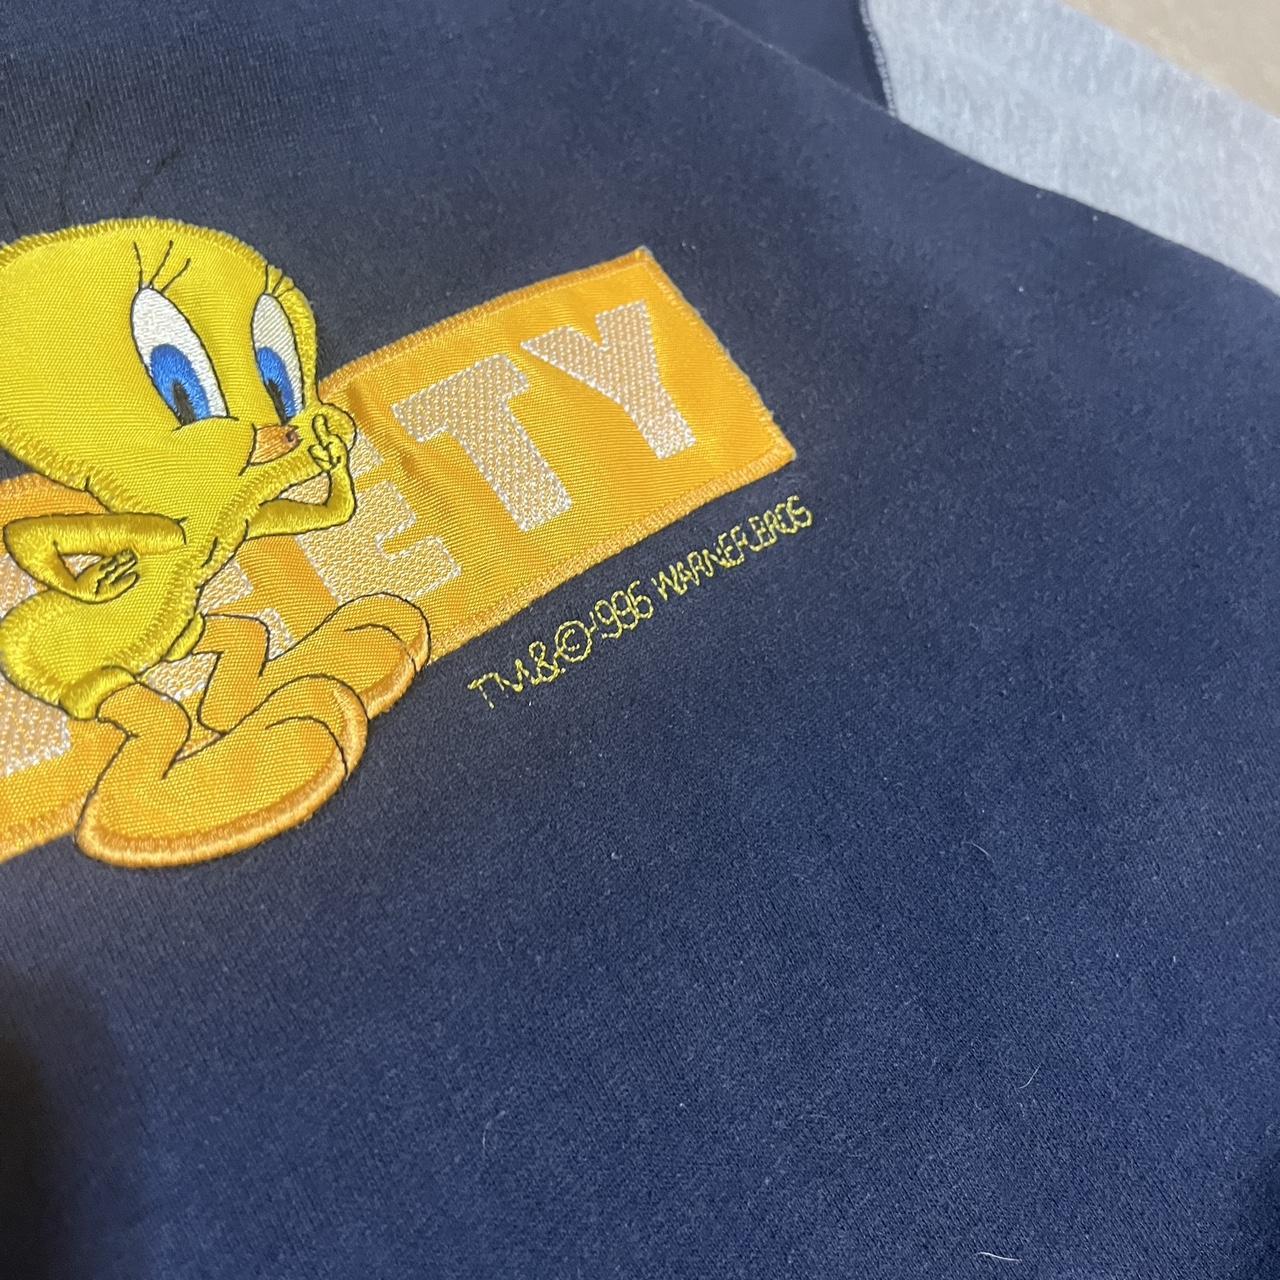 ETY
TM & © 1996 WARNER BROS